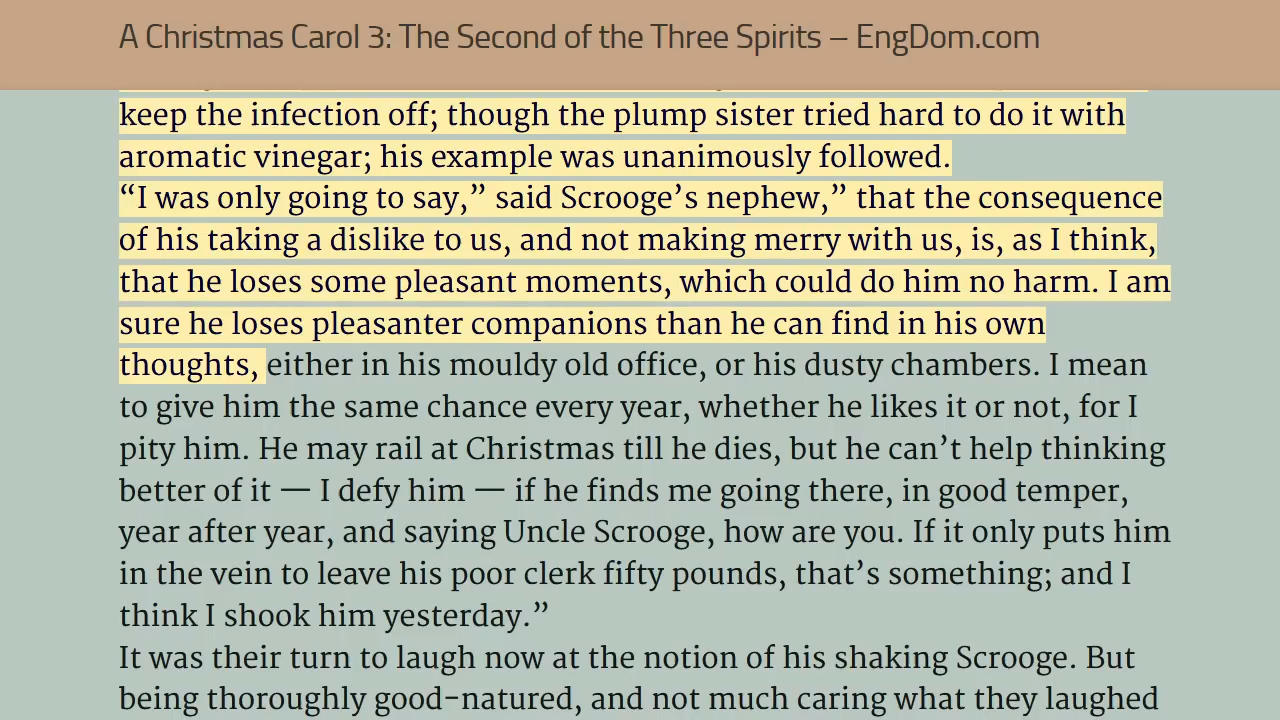 A Christmas Carol 3: The Second of the Three Spirits – EngDom.com
keep the infection off; though the plump sister tried hard to do it with
aromatic vinegar; his example was unanimously followed.
“I was only going to say,” said Scrooge’s nephew,” that the consequence
of his taking a dislike to us, and not making merry with us, is, as I think,
that he loses some pleasant moments, which could do him no harm. I am
sure he loses pleasanter companions than he can find in his own
thoughts, either in his mouldy old office, or his dusty chambers. I mean
to give him the same chance every year, whether he likes it or not, for I
pity him. He may rail at Christmas till he dies, but he can’t help thinking
better of it — I defy him — if he finds me going there, in good temper,
year after year, and saying Uncle Scrooge, how are you. If it only puts him
in the vein to leave his poor clerk fifty pounds, that’s something; and I
think I shook him yesterday.”
It was their turn to laugh now at the notion of his shaking Scrooge. But
being thoroughly good-natured, and not much caring what they laughed